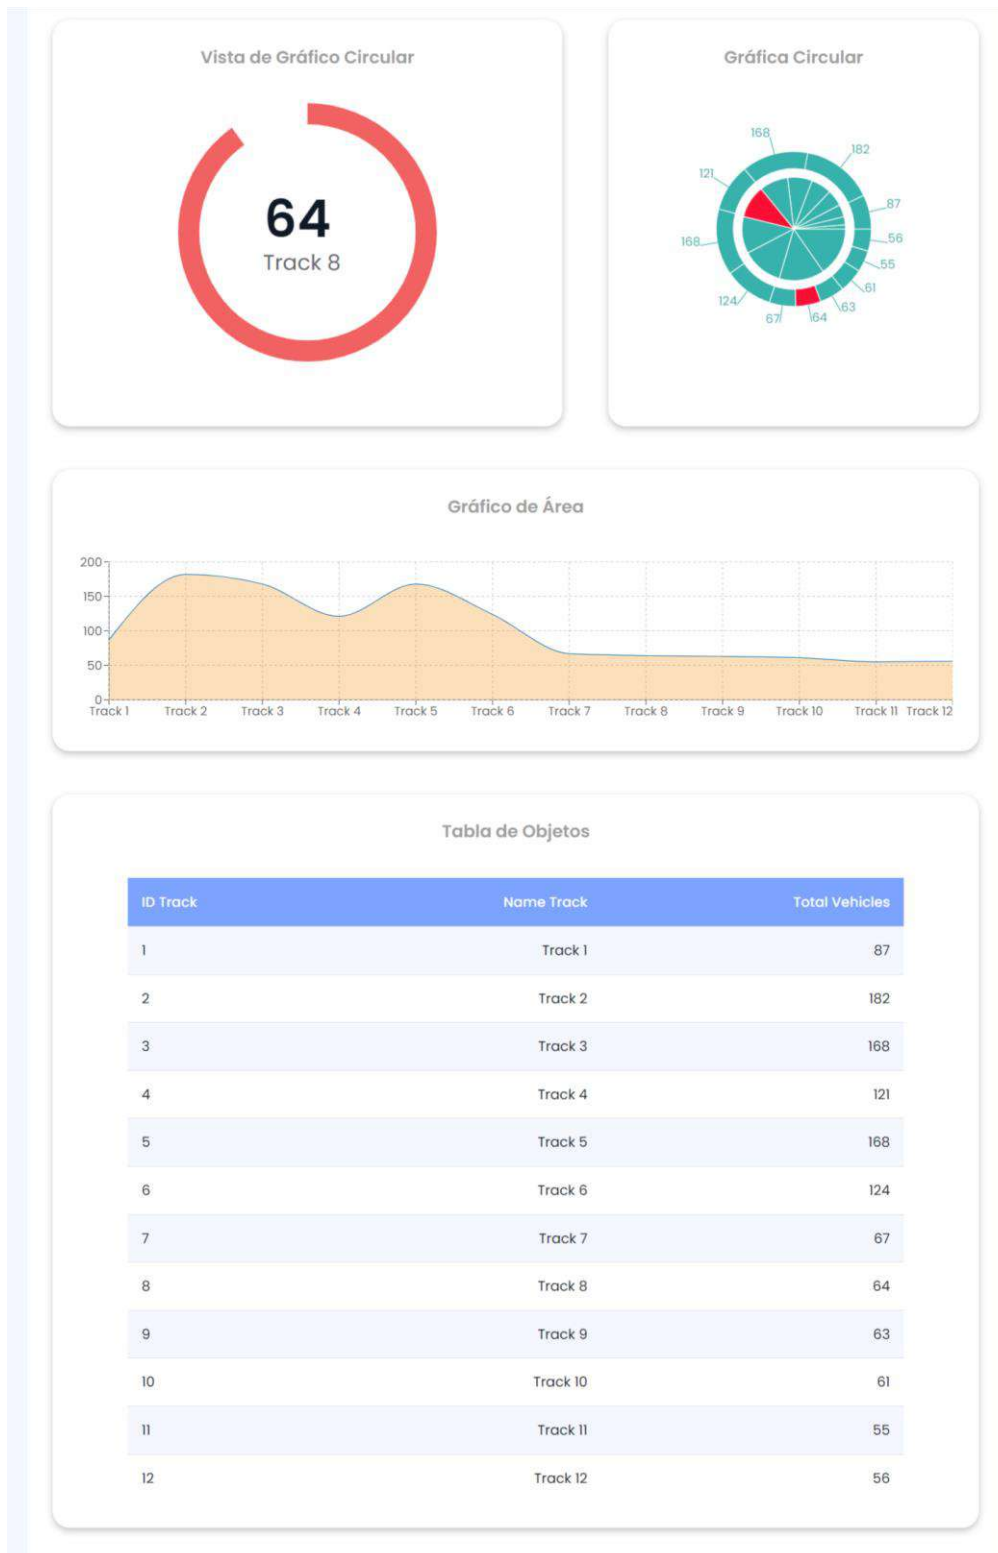 Vista de Gráfico Circular
64
Track 8
Gráfica Circular
168
182
121
87
168
56
55
61
124
63
67
64
Gráfico de Área
200
150
100
50
0
Track 1 Track 2 Track 3 Track 4 Track 5 Track 6 Track 7 Track 8 Track 9 Track 10 Track 11 Track 12
Tabla de Objetos
ID Track Name Track Total Vehicles
1 Track 1 87
2 Track 2 182
3 Track 3 168
4 Track 4 121
5 Track 5 168
6 Track 6 124
7 Track 7 67
8 Track 8 64
9 Track 9 63
10 Track 10 61
11 Track 11 55
12 Track 12 56